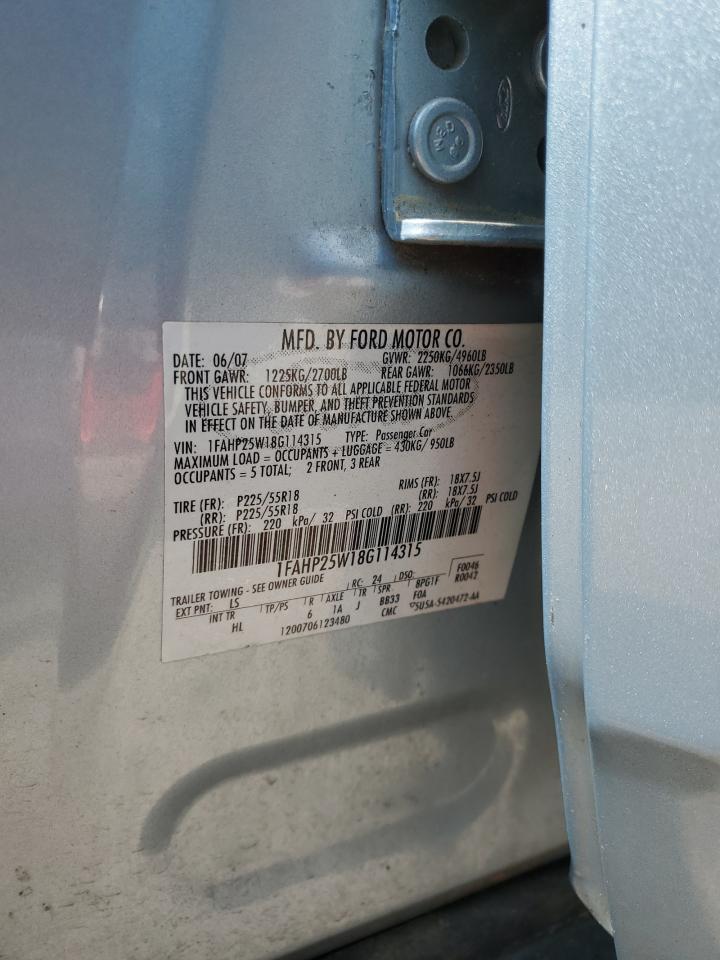 M&D
88
Ford
MFD. BY FORD MOTOR CO.
DATE: 06/07 GVWR: 2250KG/4960LB
FRONT GAWR: 1225KG/2700LB REAR GAWR: 1066KG/2350LB
THIS VEHICLE CONFORMS TO ALL APPLICABLE FEDERAL MOTOR
VEHICLE SAFETY, BUMPER, AND THEFT PREVENTION STANDARDS
IN EFFECT ON THE DATE OF MANUFACTURE SHOWN ABOVE.
VIN: 1FAHP25W18G114315 TYPE: Passenger Car
MAXIMUM LOAD = OCCUPANTS + LUGGAGE = 430KG/ 950LB
OCCUPANTS = 5 TOTAL; 2 FRONT, 3 REAR
TIRE (FR): P225/55R18 RIMS (FR): 18X7.5J
(RR): P225/55R18 (RR): 18X7.5J
PRESSURE (FR): 220 kPa/ 32 PSI COLD (RR): 220 kPa/ 32 PSI COLD
1FAHP25W18G114315
TRAILER TOWING - SEE OWNER GUIDE RC: 24 DSO: F0046
R0042
EXT PNT: LS TP/PS R AXLE TR SPR 8PG1F
INT TR 6 1A J BB33 F0A
HL 1200706123480 CMC 5U5A-5420472-AA